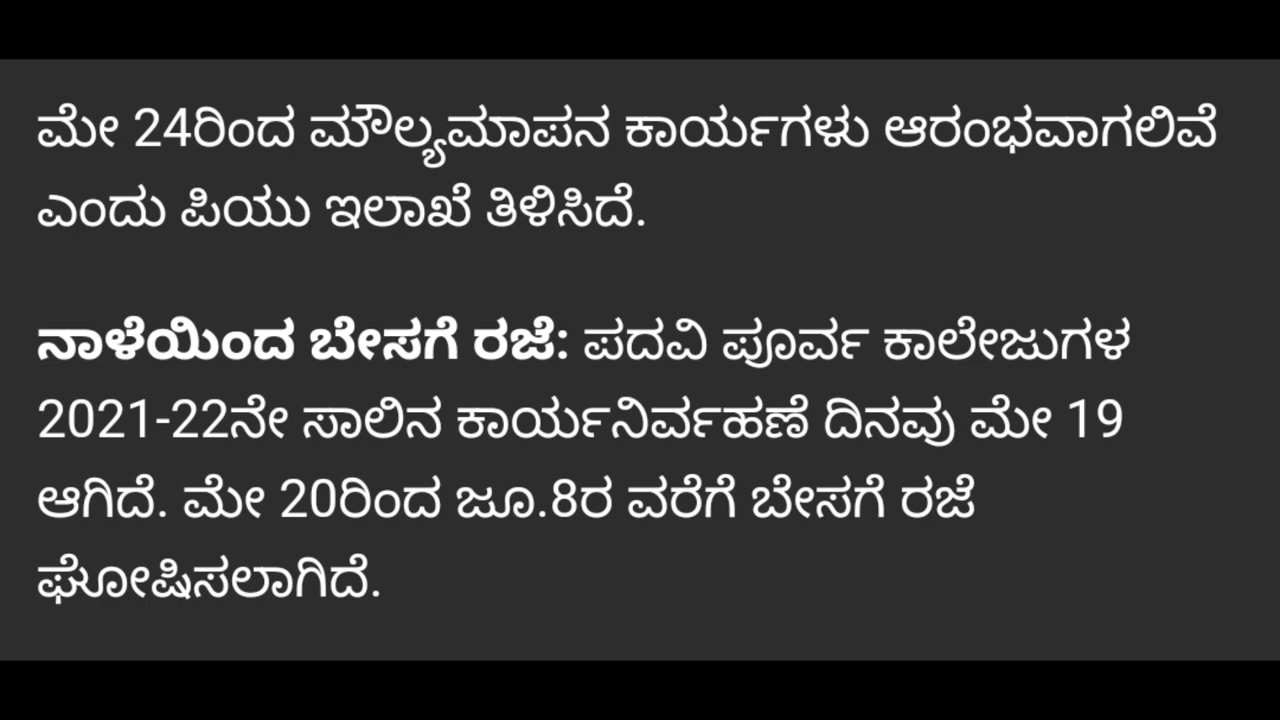 ಮೇ 24ರಿಂದ ಮೌಲ್ಯಮಾಪನ ಕಾರ್ಯಗಳು ಆರಂಭವಾಗಲಿವೆ
ಎಂದು ಪಿಯು ಇಲಾಖೆ ತಿಳಿಸಿದೆ.
ನಾಳೆಯಿಂದ ಬೇಸಗೆ ರಜೆ: ಪದವಿ ಪೂರ್ವ ಕಾಲೇಜುಗಳ
2021-22ನೇ ಸಾಲಿನ ಕಾರ್ಯನಿರ್ವಹಣೆ ದಿನವು ಮೇ 19
ಆಗಿದೆ. ಮೇ 20ರಿಂದ ಜೂ.8ರ ವರೆಗೆ ಬೇಸಗೆ ರಜೆ
ಘೋಷಿಸಲಾಗಿದೆ.